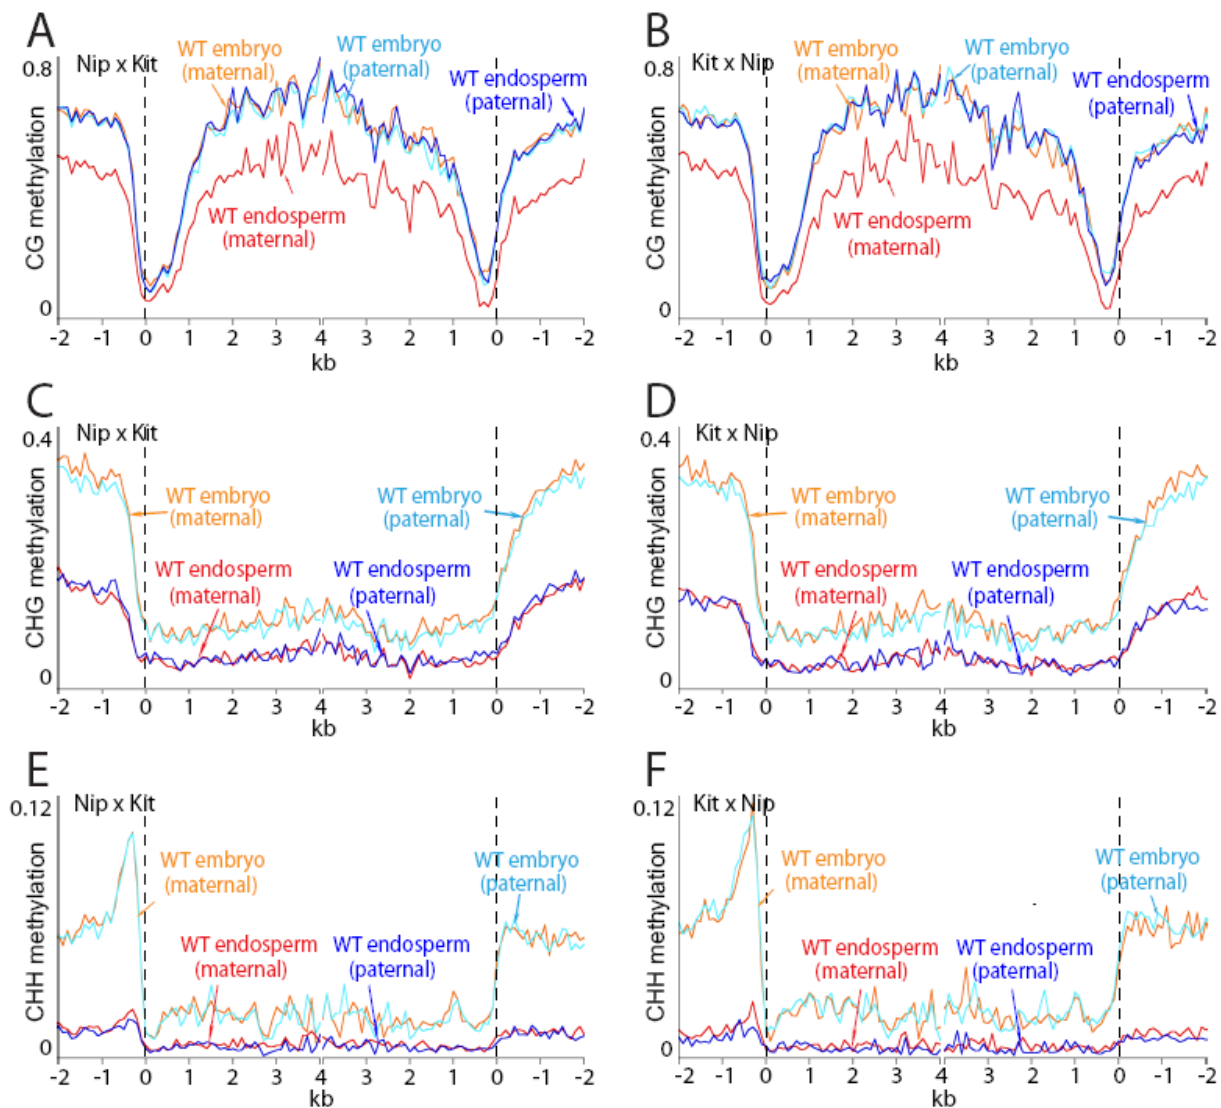 A
B
Nip x Kit
WT embryo
(maternal)
WT embryo
(paternal)
WT endosperm
(paternal)
WT endosperm
(maternal)
0.8
0
CG methylation
-2 -1 0 1 2 3 4 3 2 1 0 -1 -2
kb
Kit x Nip
WT embryo
(maternal)
WT embryo
(paternal)
WT endosperm
(paternal)
WT endosperm
(maternal)
0.8
0
CG methylation
-2 -1 0 1 2 3 4 3 2 1 0 -1 -2
kb
C
D
Nip x Kit
0.4
0
CHG methylation
WT embryo
(maternal)
WT embryo
(paternal)
WT endosperm
(maternal)
WT endosperm
(paternal)
-2 -1 0 1 2 3 4 3 2 1 0 -1 -2
kb
Kit x Nip
0.4
0
CHG methylation
WT embryo
(maternal)
WT embryo
(paternal)
WT endosperm
(maternal)
WT endosperm
(paternal)
-2 -1 0 1 2 3 4 3 2 1 0 -1 -2
kb
E
F
Nip x Kit
0.12
0
CHH methylation
WT embryo
(maternal)
WT embryo
(paternal)
WT endosperm
(maternal)
WT endosperm
(paternal)
-2 -1 0 1 2 3 4 3 2 1 0 -1 -2
kb
Kit x Nip
0.12
0
CHH methylation
WT embryo
(maternal)
WT embryo
(paternal)
WT endosperm
(maternal)
WT endosperm
(paternal)
-2 -1 0 1 2 3 4 3 2 1 0 -1 -2
kb